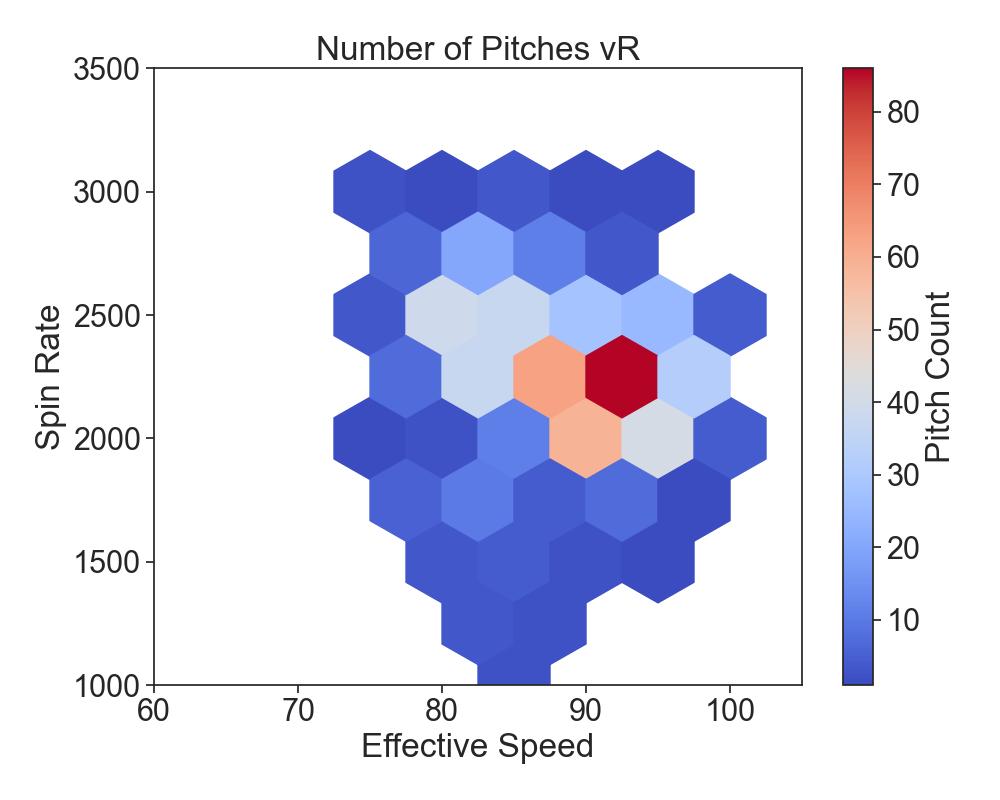 Number of Pitches vR
3500
3000
2500
2000
1500
1000
Spin Rate
60 70 80 90 100
Effective Speed
80
70
60
50
40
30
20
10
Pitch Count